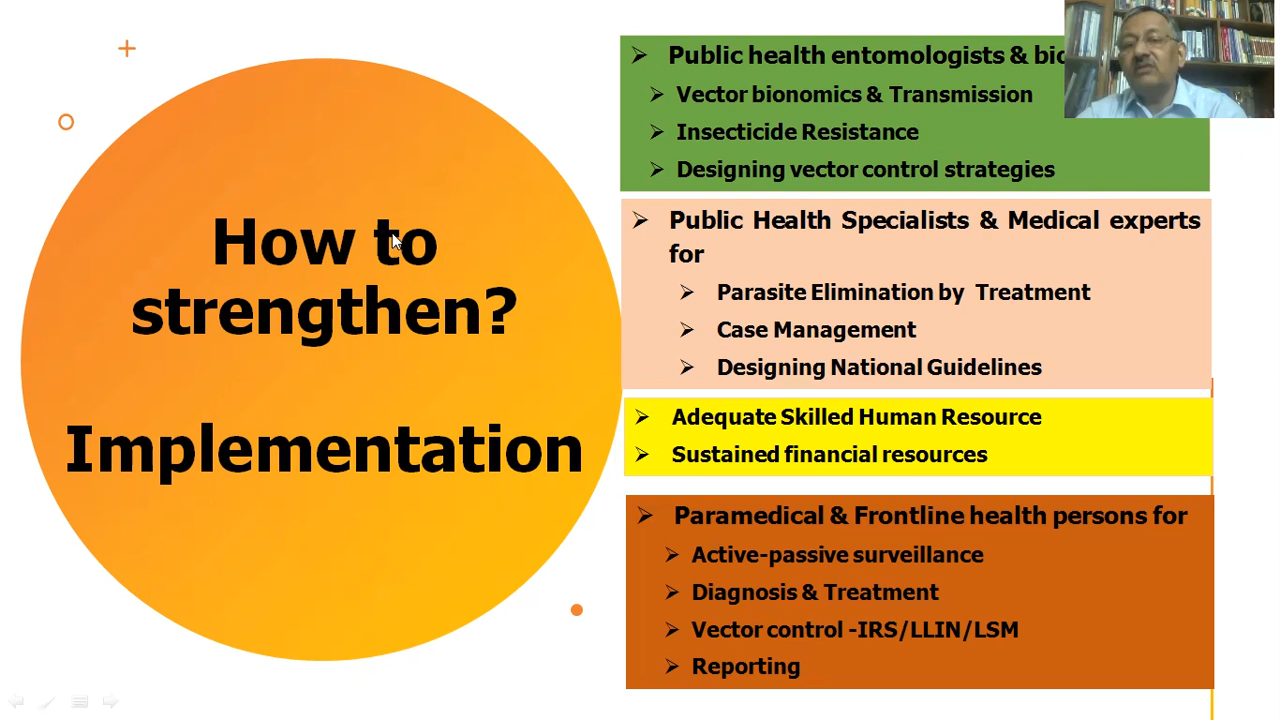 How to
strengthen?
Implementation
Public health entomologists &
Vector bionomics & Transmission
Insecticide Resistance
Designing vector control strategies
Public Health Specialists & Medical experts
for
Parasite Elimination by Treatment
Case Management
Designing National Guidelines
Adequate Skilled Human Resource
Sustained financial resources
Paramedical & Frontline health persons for
Active-passive surveillance
Diagnosis & Treatment
Vector control -IRS/LLIN/LSM
Reporting